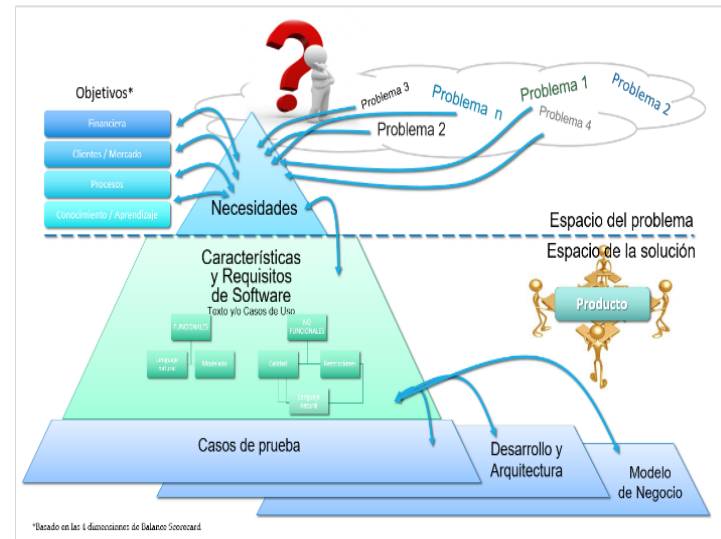 Objetivos*
Financiera
Clientes / Mercado
Procesos
Conocimiento / Aprendizaje
Problema 3
Problema n
Problema 1
Problema 2
Problema 2
Problema 4
Necesidades
Espacio del problema
Espacio de la solución
Características
y Requisitos
de Software
Texto y/o Casos de Uso
FUNCIONALES
NO
FUNCIONALES
Lenguaje
natural
Modelado
Calidad
Restricciones
Lenguaje
natural
Producto
Casos de prueba
Desarrollo y
Arquitectura
Modelo
de Negocio
*Basado en las 4 dimensiones de Balance Scorecard